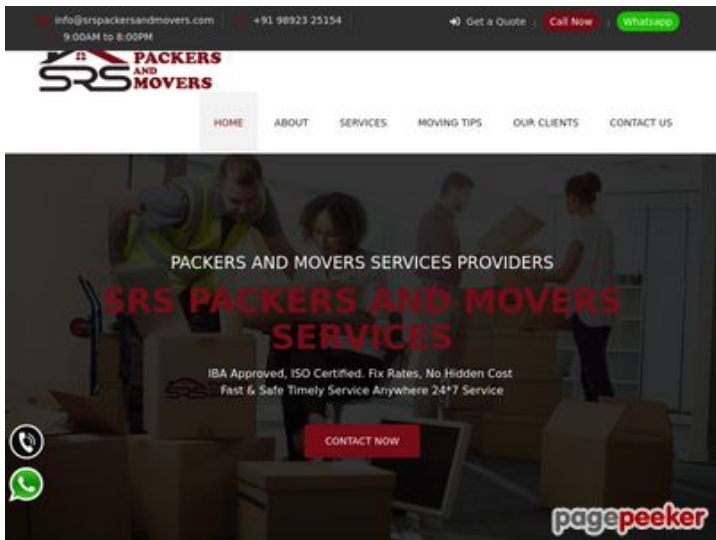 info@srspackersandmovers.com
+91 98923 25154
Get a Quote
Call Now
Whatsapp
9:00AM to 8:00PM
SRS PACKERS
AND
MOVERS
HOME ABOUT SERVICES MOVING TIPS OUR CLIENTS CONTACT US
PACKERS AND MOVERS SERVICES PROVIDERS
SRS PACKERS AND MOVERS
SERVICES
IBA Approved, ISO Certified. Fix Rates, No Hidden Cost
Fast & Safe Timely Service Anywhere 24*7 Service
CONTACT NOW
pagepeeker